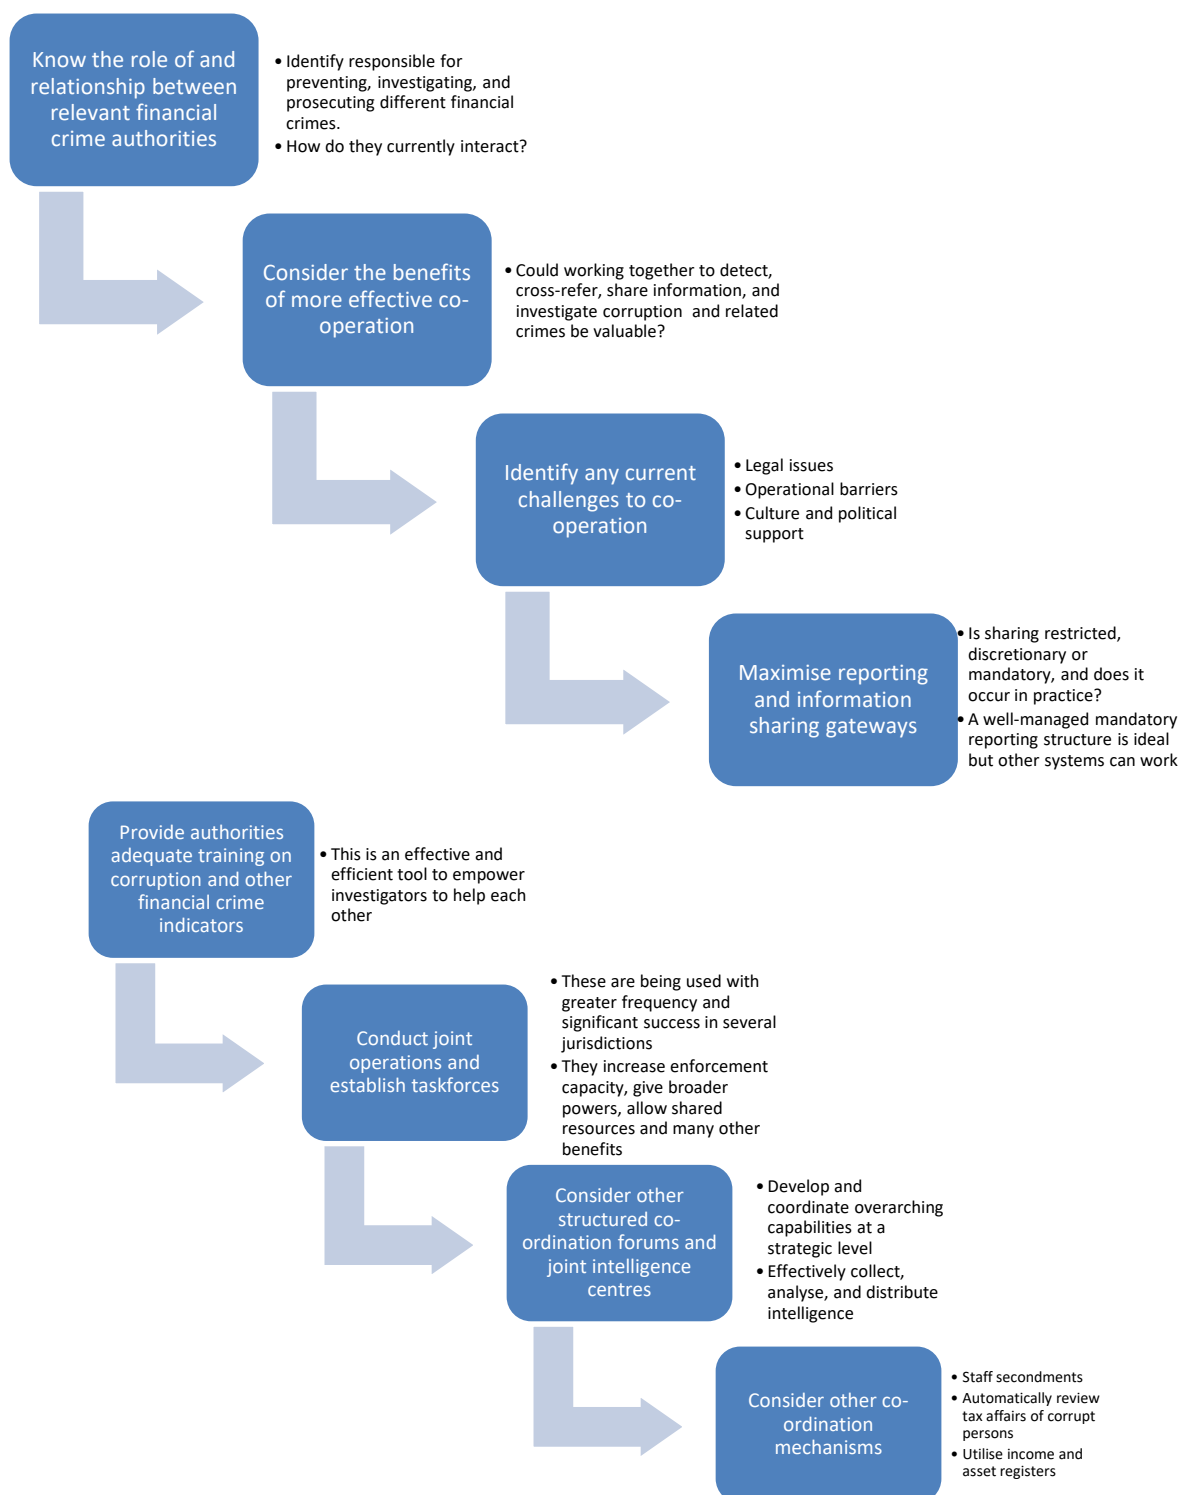 Know the role of and
relationship between
relevant financial
crime authorities
• Identify responsible for
preventing, investigating, and
prosecuting different financial
crimes.
• How do they currently interact?
Consider the benefits
of more effective co-
operation
• Could working together to detect,
cross-refer, share information, and
investigate corruption and related
crimes be valuable?
Identify any current
challenges to co-
operation
• Legal issues
• Operational barriers
• Culture and political
support
Maximise reporting
and information
sharing gateways
• Is sharing restricted,
discretionary or
mandatory, and does it
occur in practice?
• A well-managed mandatory
reporting structure is ideal
but other systems can work
Provide authorities
adequate training on
corruption and other
financial crime
indicators
• This is an effective and
efficient tool to empower
investigators to help each
other
Conduct joint
operations and
establish taskforces
• These are being used with
greater frequency and
significant success in several
jurisdictions
• They increase enforcement
capacity, give broader
powers, allow shared
resources and many other
benefits
Consider other
structured co-
ordination forums and
joint intelligence
centres
• Develop and
coordinate overarching
capabilities at a
strategic level
• Effectively collect,
analyse, and distribute
intelligence
Consider other co-
ordination
mechanisms
• Staff secondments
• Automatically review
tax affairs of corrupt
persons
• Utilise income and
asset registers